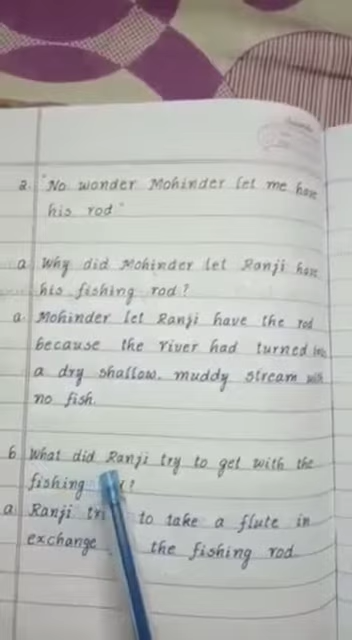 2. "No wonder Mohinder let me have
his rod"
a Why did Mohinder let Ranji have
his fishing rod?
a. Mohinder let Ranji have the rod
because the river had turned into
a dry shallow. muddy stream with
no fish.
b What did Ranji try to get with the
fishing
a Ranji to take a flute in
exchange the fishing rod